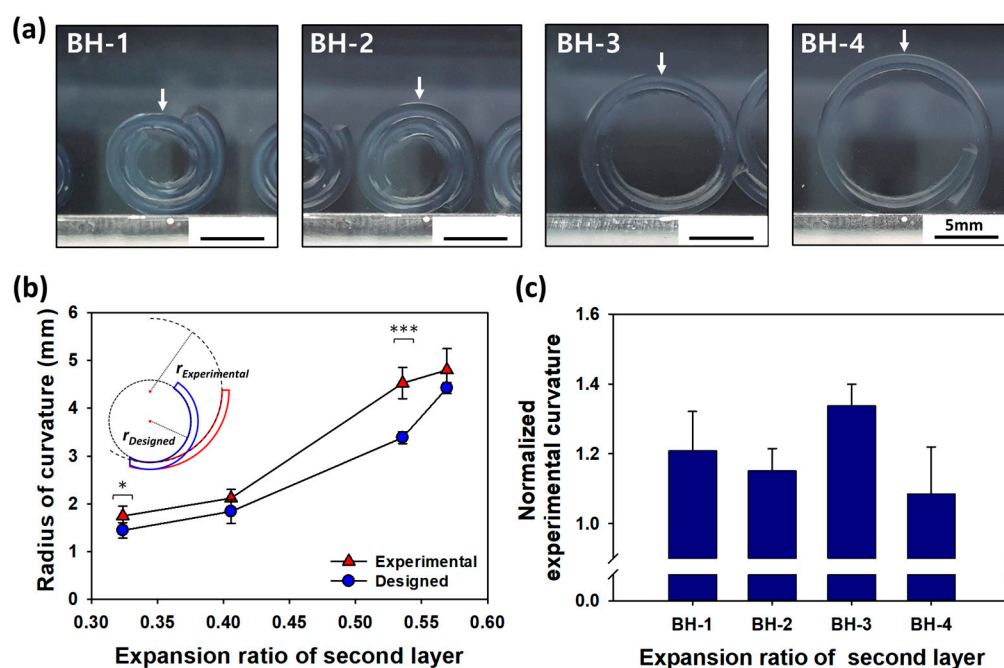 (a)
BH-1
BH-2
BH-3
BH-4
5mm
(b)
Radius of curvature (mm)
6
5
4
3
2
1
0
0.30 0.35 0.40 0.45 0.50 0.55 0.60
Expansion ratio of second layer
r Experimental
r Designed
*
***
Experimental
Designed
(c)
Normalized
experimental curvature
1.6
1.4
1.2
1.0
0.0
BH-1 BH-2 BH-3 BH-4
Expansion ratio of second layer